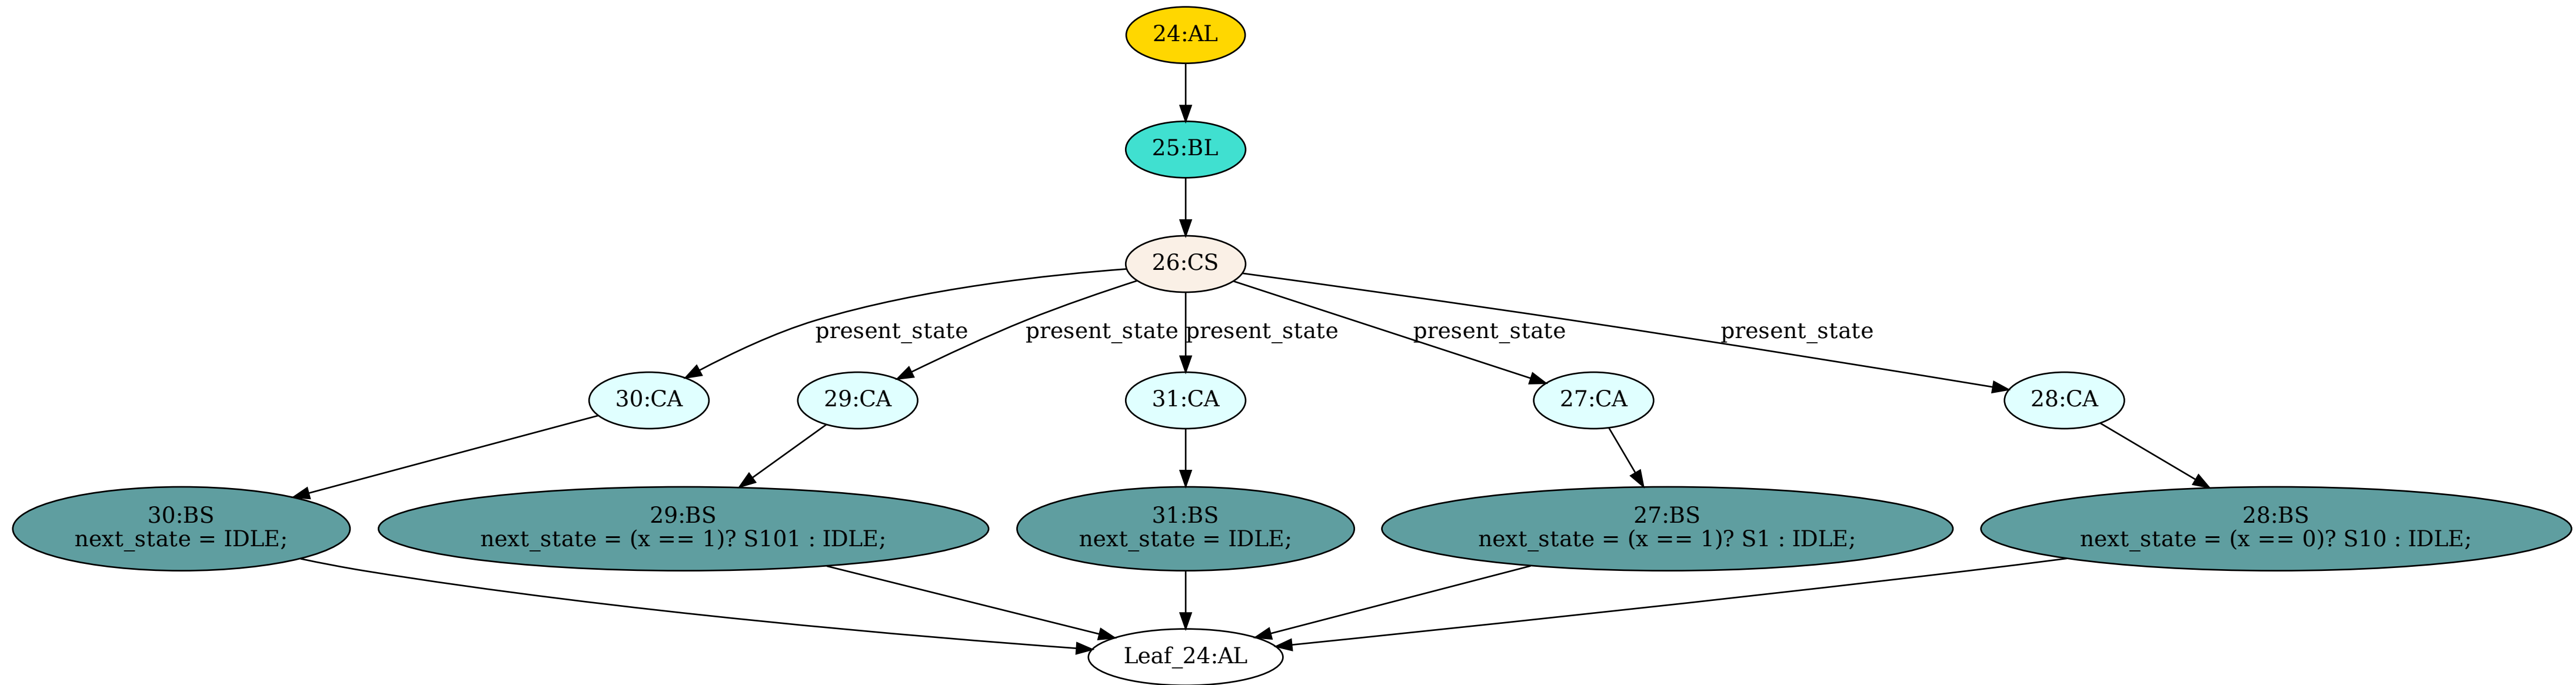 24:AL
25:BL
26:CS
present_state
present_state
present_state
present_state
present_state
30:CA
29:CA
31:CA
27:CA
28:CA
30:BS
next_state = IDLE;
29:BS
next_state = (x == 1)? S101 : IDLE;
31:BS
next_state = IDLE;
27:BS
next_state = (x == 1)? S1 : IDLE;
28:BS
next_state = (x == 0)? S10 : IDLE;
Leaf_24:AL